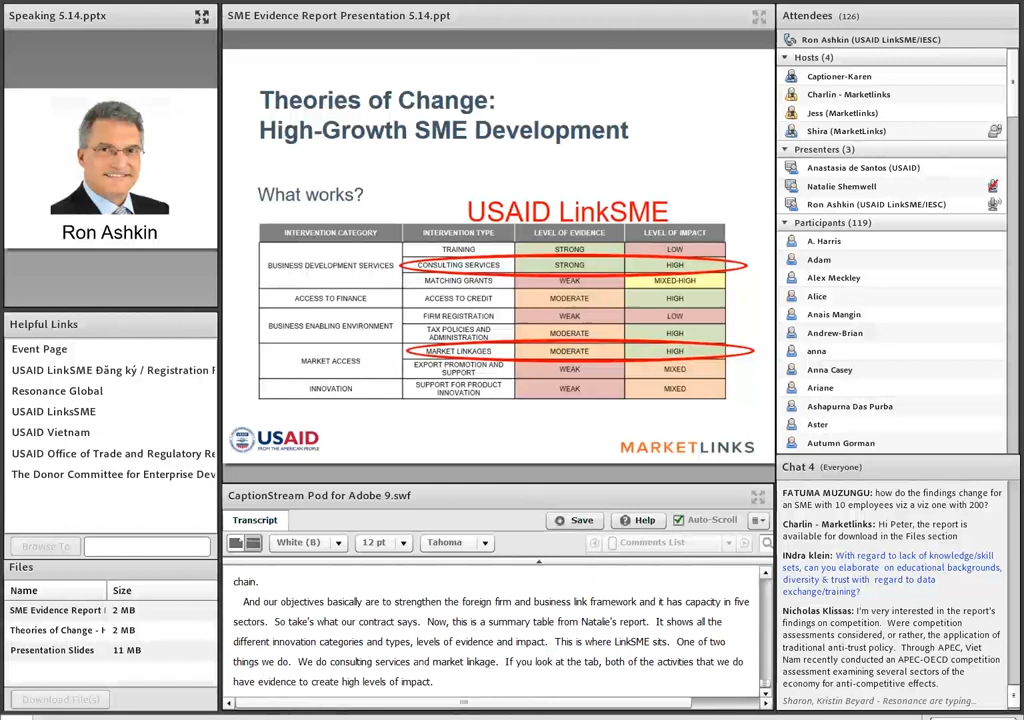 Speaking 5.14.pptx
Ron Ashkin
Helpful Links
Event Page
USAID LinkSME Đăng ký / Registration F
Resonance Global
USAID LinksSME
USAID Vietnam
USAID Office of Trade and Regulatory Re
The Donor Committee for Enterprise Dev
Browse To
Files
Name Size
SME Evidence Report 2 MB
Theories of Change - H 2 MB
Presentation Slides 11 MB
Download File(s)
SME Evidence Report Presentation 5.14.ppt
Theories of Change:
High-Growth SME Development
What works?
USAID LinkSME
INTERVENTION CATEGORY INTERVENTION TYPE LEVEL OF EVIDENCE LEVEL OF IMPACT
BUSINESS DEVELOPMENT SERVICES
TRAINING STRONG LOW
CONSULTING SERVICES STRONG HIGH
MATCHING GRANTS WEAK MIXED-HIGH
ACCESS TO FINANCE ACCESS TO CREDIT MODERATE HIGH
BUSINESS ENABLING ENVIRONMENT
FIRM REGISTRATION WEAK LOW
TAX POLICIES AND
ADMINISTRATION MODERATE HIGH
MARKET ACCESS
MARKET LINKAGES MODERATE HIGH
EXPORT PROMOTION AND
SUPPORT WEAK MIXED
INNOVATION
SUPPORT FOR PRODUCT
INNOVATION WEAK MIXED
USAID
FROM THE AMERICAN PEOPLE
MARKETLINKS
CaptionStream Pod for Adobe 9.swf
Transcript Save Help Auto-Scroll
White (B) 12 pt Tahoma Comments List
chain.
And our objectives basically are to strengthen the foreign firm and business link framework and it has capacity in five
sectors. So take's what our contract says. Now, this is a summary table from Natalie's report. It shows all the
different innovation categories and types, levels of evidence and impact. This is where LinkSME sits. One of two
things we do. We do consulting services and market linkage. If you look at the tab, both of the activities that we do
have evidence to create high levels of impact.
Attendees (126)
Ron Ashkin (USAID LinkSME/IESC)
Hosts (4)
Captioner-Karen
Charlin - Marketlinks
Jess (Marketlinks)
Shira (MarketLinks)
Presenters (3)
Anastasia de Santos (USAID)
Natalie Shemwell
Ron Ashkin (USAID LinkSME/IESC)
Participants (119)
A. Harris
Adam
Alex Meckley
Alice
Anais Mangin
Andrew-Brian
anna
Anna Casey
Ariane
Ashapurna Das Purba
Aster
Autumn Gorman
Chat 4 (Everyone)
FATUMA MUZUNGU: how do the findings change for
an SME with 10 employees viz a viz one with 200?
Charlin - Marketlinks: Hi Peter, the report is
available for download in the Files section
INdra klein: With regard to lack of knowledge/skill
sets, can you elaborate on educational backgrounds,
diversity & trust with regard to data
exchange/training?
Nicholas Klissas: I'm very interested in the report's
findings on competition. Were competition
assessments considered, or rather, the application of
traditional anti-trust policy. Through APEC, Viet
Nam recently conducted an APEC-OECD competition
assessment examining several sectors of the
economy for anti-competitive effects.
Sharon, Kristin Beyard - Resonance are typing...